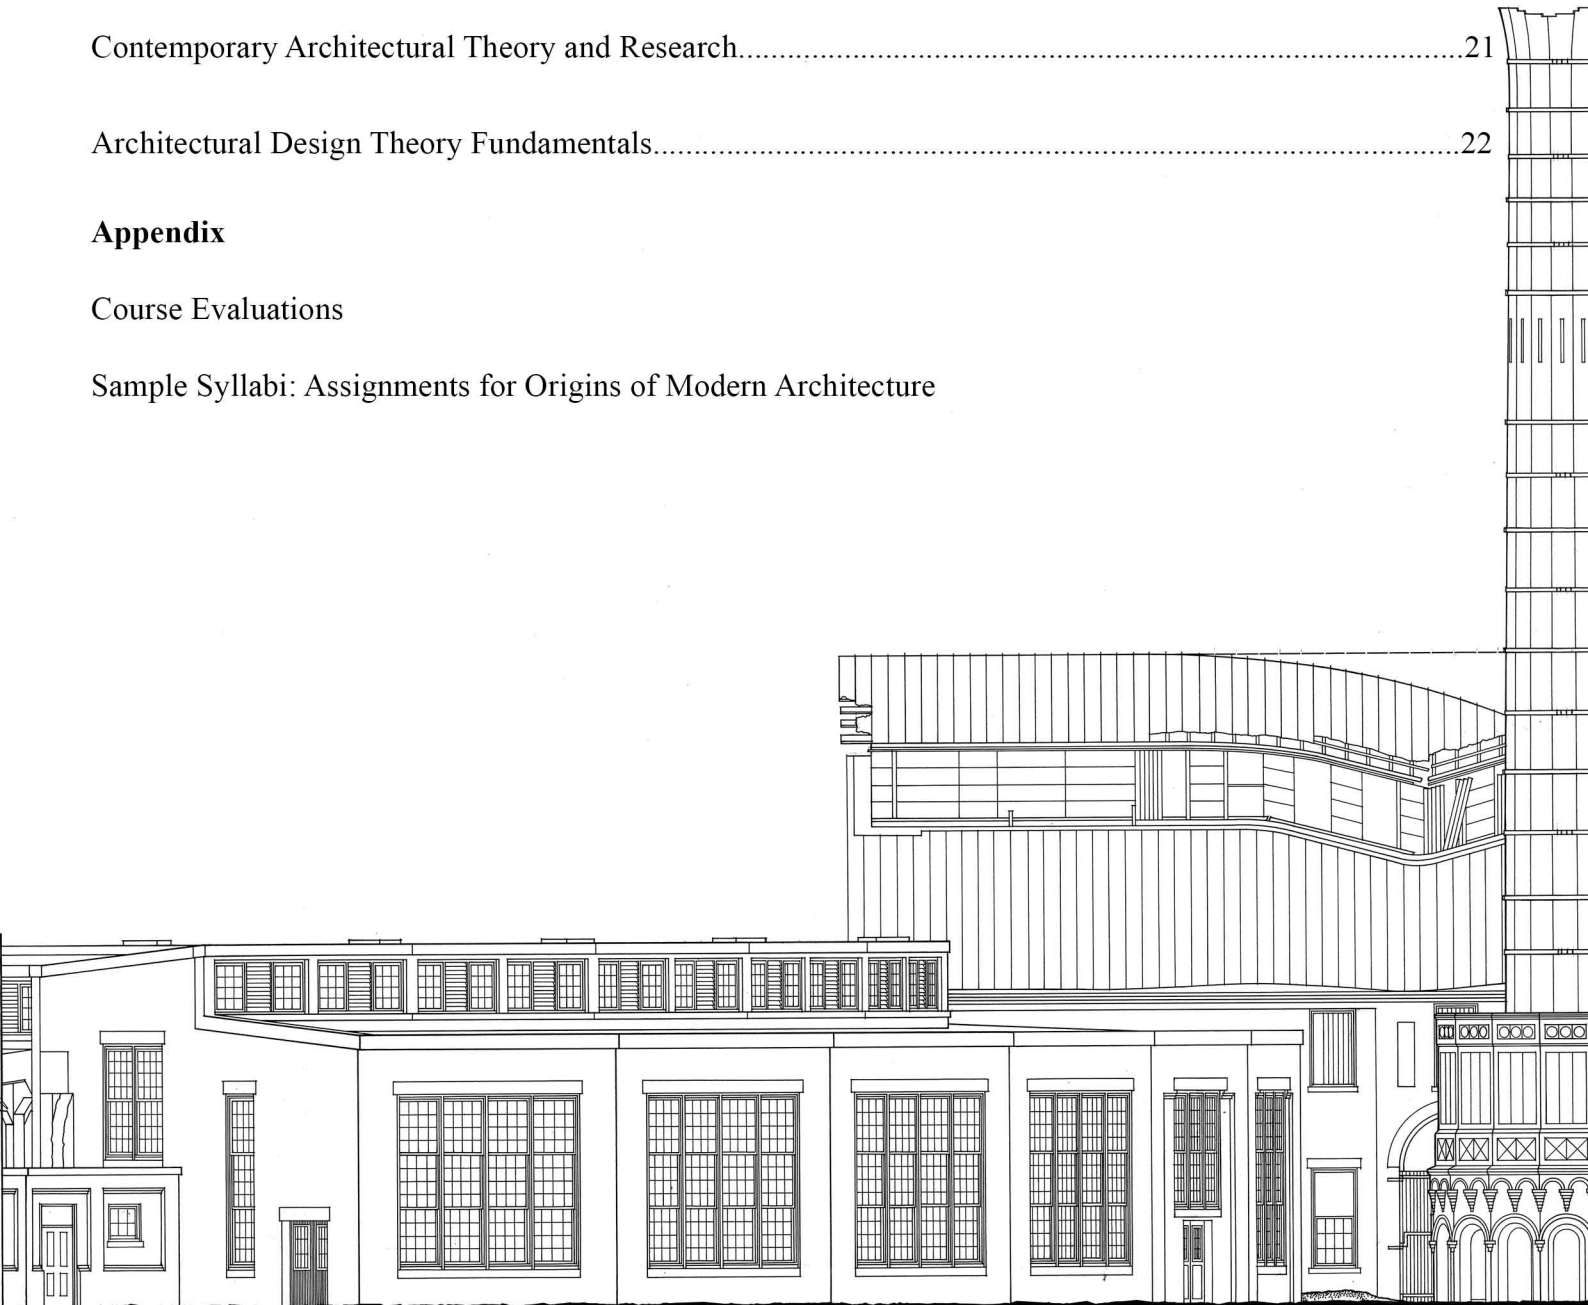 Contemporary Architectural Theory and Research..........................................................................................21
Architectural Design Theory Fundamentals.....................................................................................................22
Appendix
Course Evaluations
Sample Syllabi: Assignments for Origins of Modern Architecture